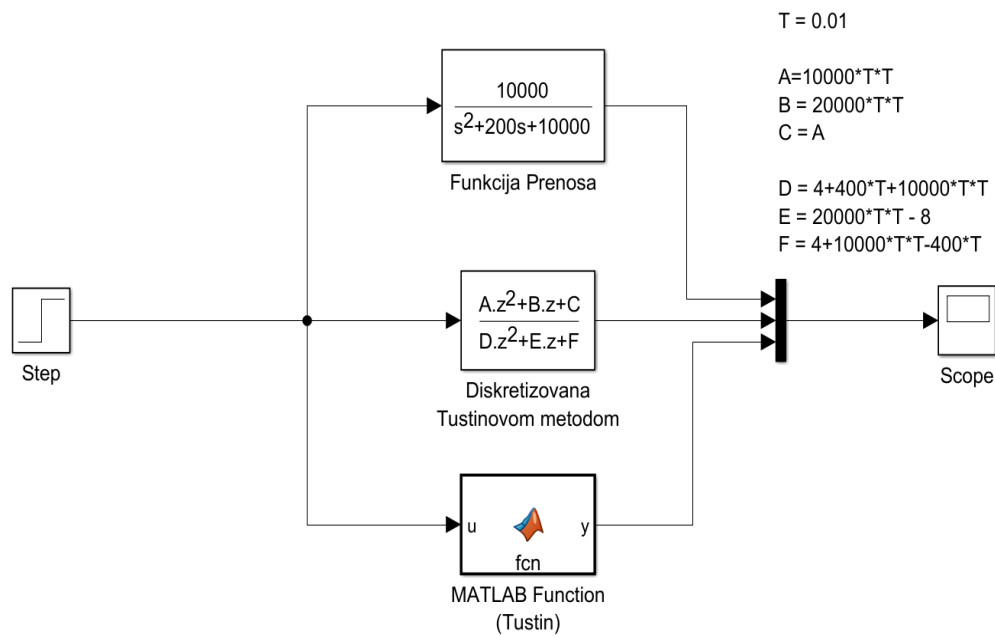 T = 0.01
A=10000*T*T
B = 20000*T*T
C = A
D = 4+400*T+10000*T*T
E = 20000*T*T - 8
F = 4+10000*T*T-400*T
10000
s²+200s+10000
Funkcija Prenosa
Step
A.z²+B.z+C
D.z²+E.z+F
Diskretizovana
Tustinovom metodom
Scope
u
y
fcn
MATLAB Function
(Tustin)